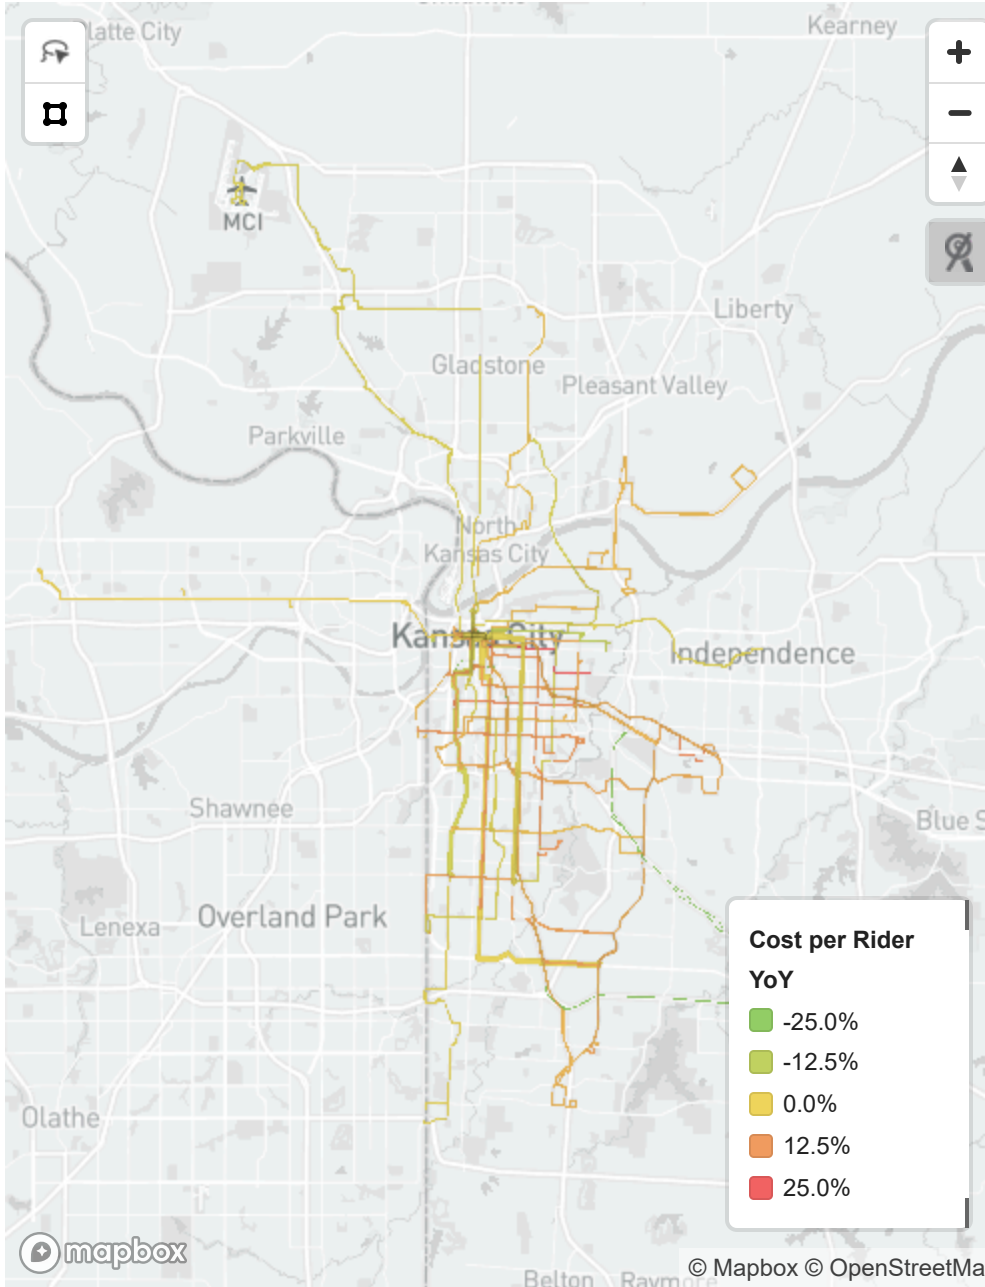 Platte City
Kearney
MCI
Liberty
Gladstone
Pleasant Valley
Parkville
North
Kansas City
Kansas City
Independence
Shawnee
Blue S
Overland Park
Lenexa
Cost per Rider
YoY
-25.0%
-12.5%
0.0%
12.5%
25.0%
Olathe
mapbox
© Mapbox © OpenStreetMa
Belton
Raymore